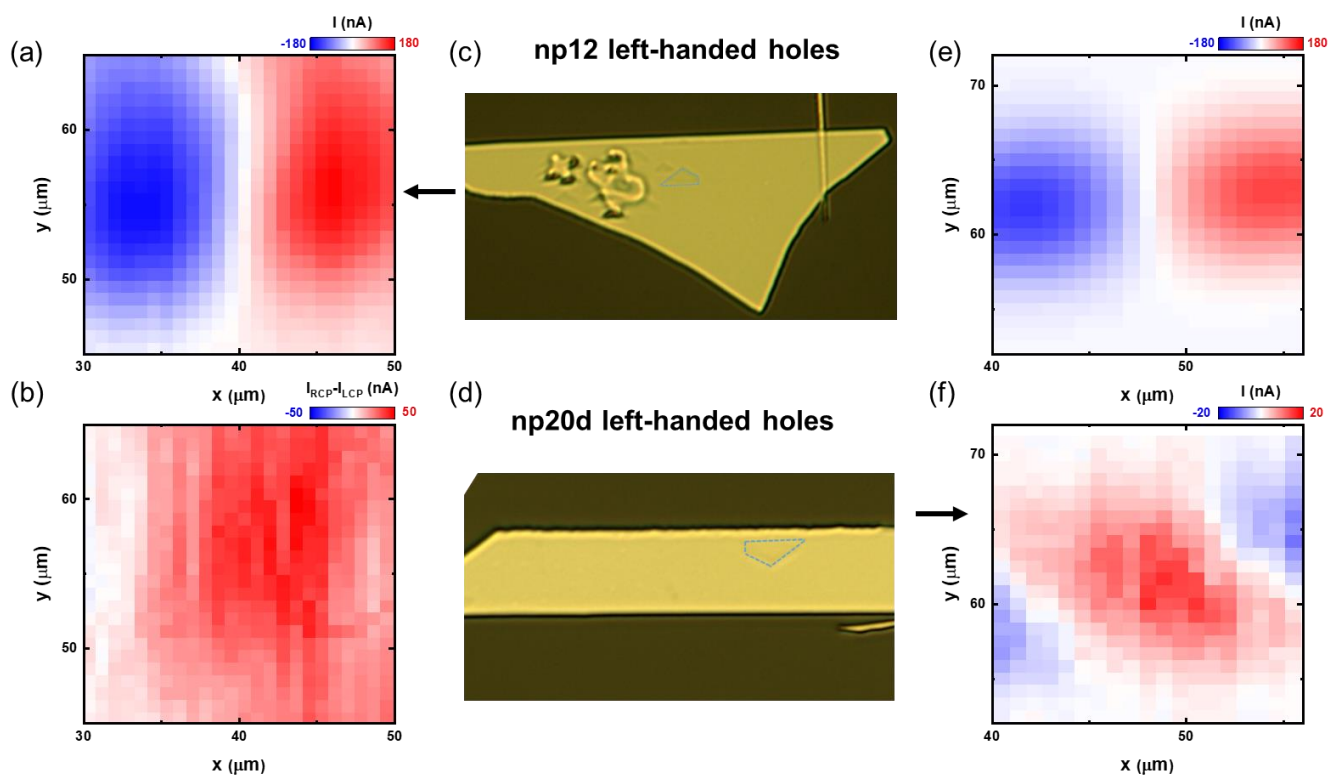 (a)
I (nA)
-180
180
60
50
y (μm)
30
40
50
x (μm)
(b)
I_RCP-I_LCP (nA)
-50
50
60
50
y (μm)
30
40
50
x (μm)
(c)
np12 left-handed holes
(d)
np20d left-handed holes
(e)
I (nA)
-180
180
70
60
y (μm)
40
50
x (μm)
(f)
I (nA)
-20
20
70
60
y (μm)
40
50
x (μm)